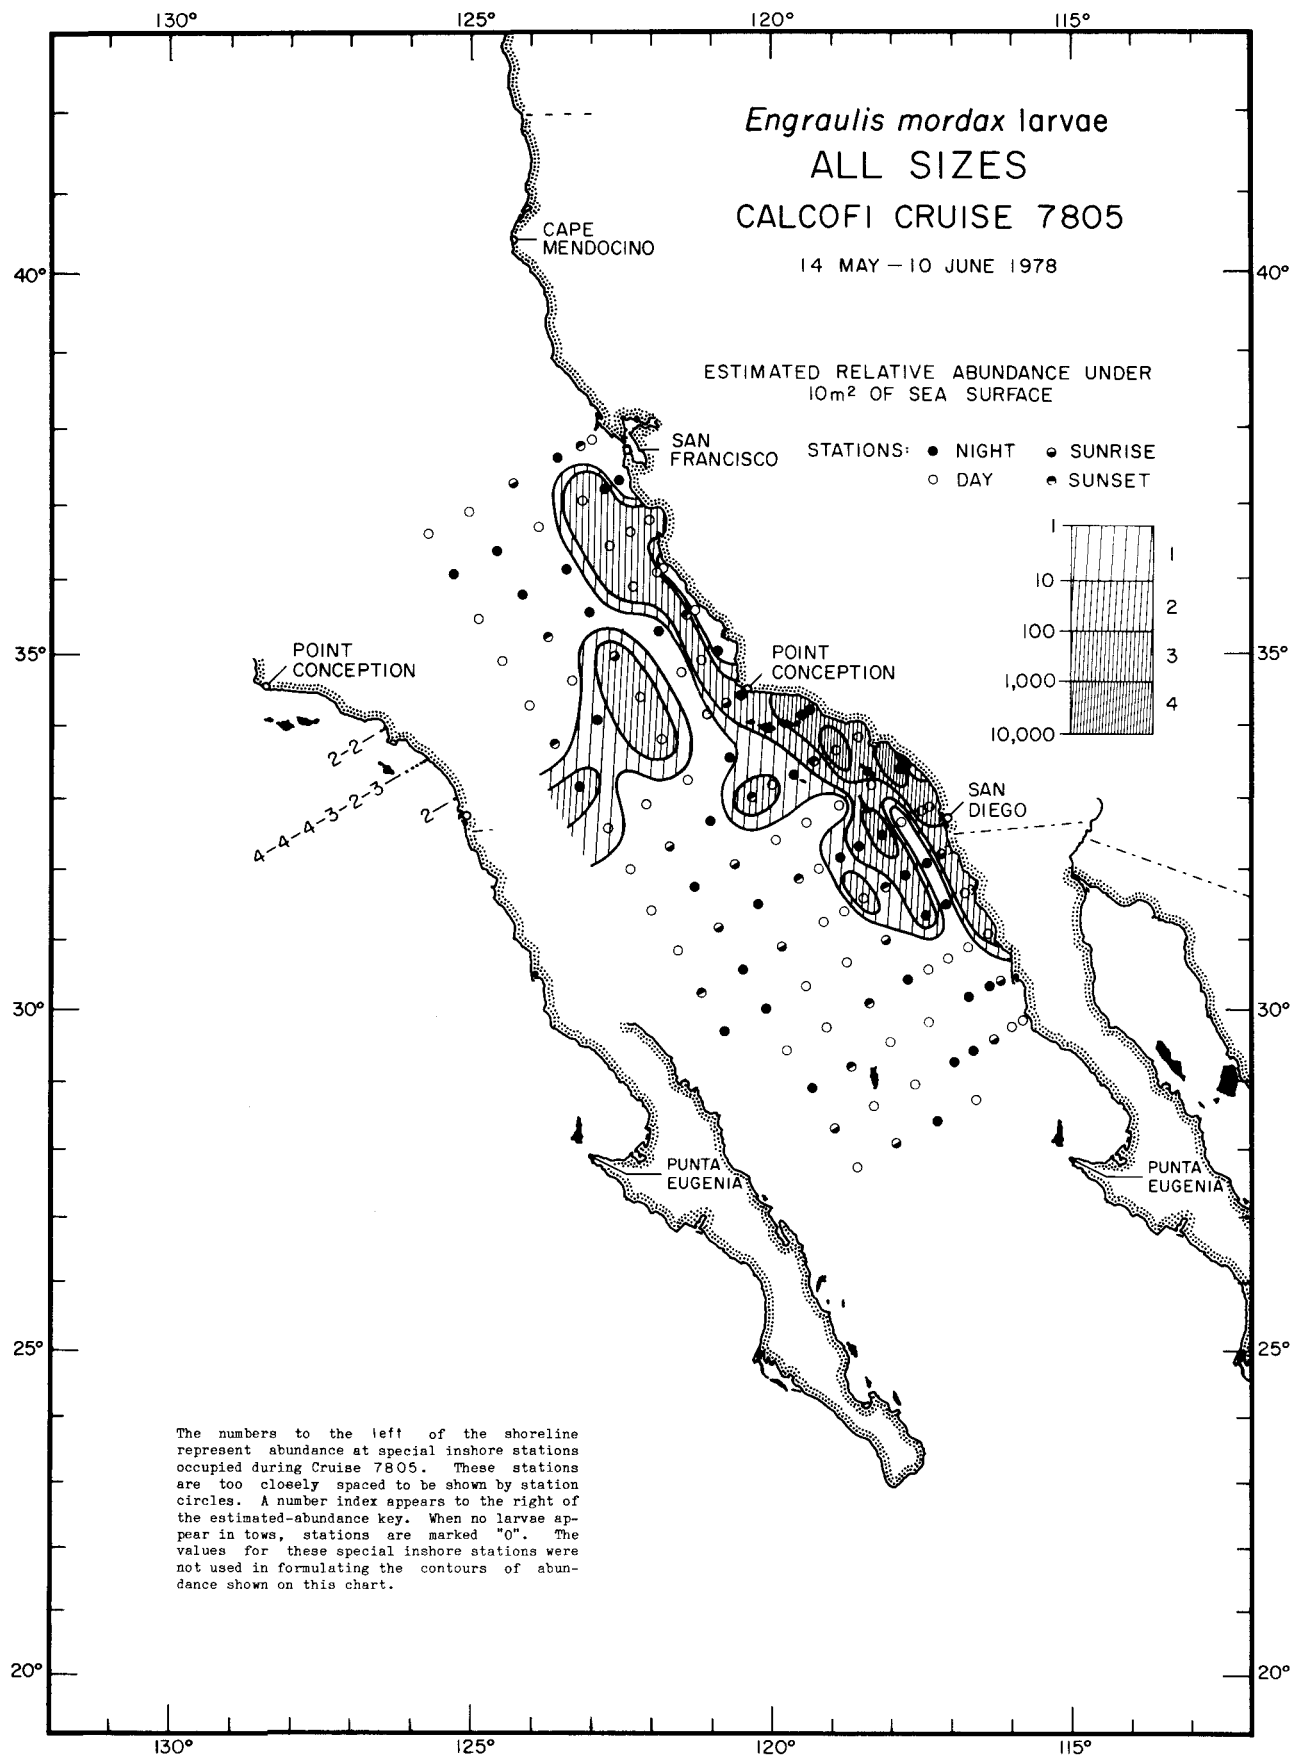 130°
125°
120°
115°
Engraulis mordax larvae
ALL SIZES
CALCOFI CRUISE 7805
14 MAY – 10 JUNE 1978
CAPE
MENDOCINO
40°
40°
ESTIMATED RELATIVE ABUNDANCE UNDER
10m² OF SEA SURFACE
SAN
FRANCISCO
STATIONS: ● NIGHT SUNRISE
○ DAY SUNSET
1
1
10
2
100
3
1,000
4
10,000
35°
35°
POINT
CONCEPTION
POINT
CONCEPTION
2-2-
4-4-4-3-2-3
2-
SAN
DIEGO
30°
30°
PUNTA
EUGENIA
PUNTA
EUGENIA
25°
25°
The numbers to the left of the shoreline
represent abundance at special inshore stations
occupied during Cruise 7805. These stations
are too closely spaced to be shown by station
circles. A number index appears to the right of
the estimated-abundance key. When no larvae ap-
pear in tows, stations are marked "0". The
values for these special inshore stations were
not used in formulating the contours of abun-
dance shown on this chart.
20°
20°
130°
125°
120°
115°